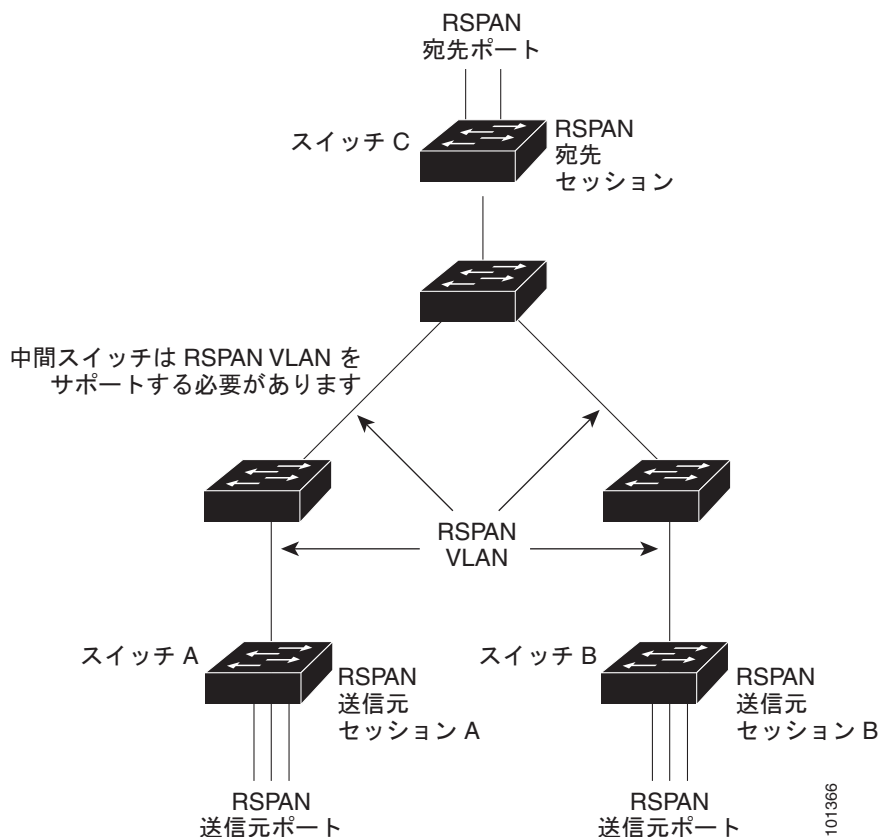 RSPAN
宛先ポート
スイッチ C
RSPAN
宛先
セッション
中間スイッチは RSPAN VLAN を
サポートする必要があります
RSPAN
VLAN
スイッチ A
RSPAN
送信元
セッション A
スイッチ B
RSPAN
送信元
セッション B
RSPAN
送信元ポート
RSPAN
送信元ポート
101366